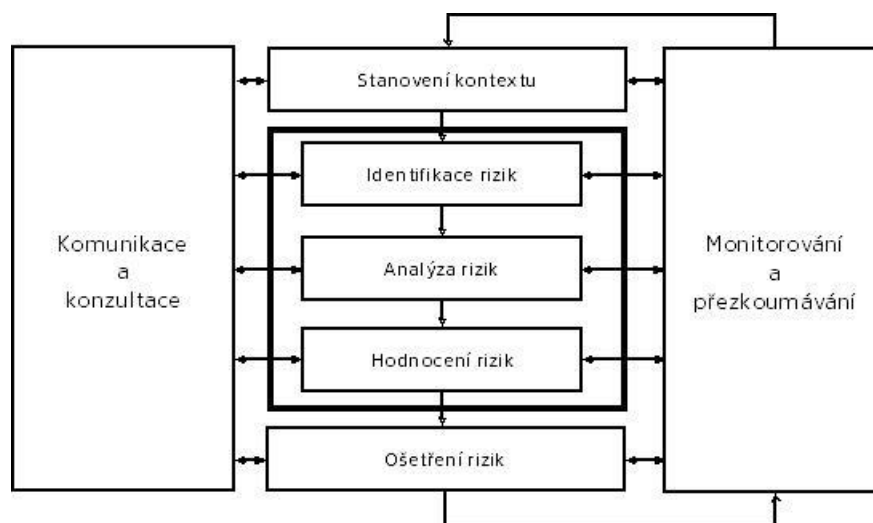 Stanovení kontextu
Identifikace rizik
Komunikace
a
konzultace
Analýza rizik
Monitorování
a
přezkoumávání
Hodnocení rizik
Ošetření rizik